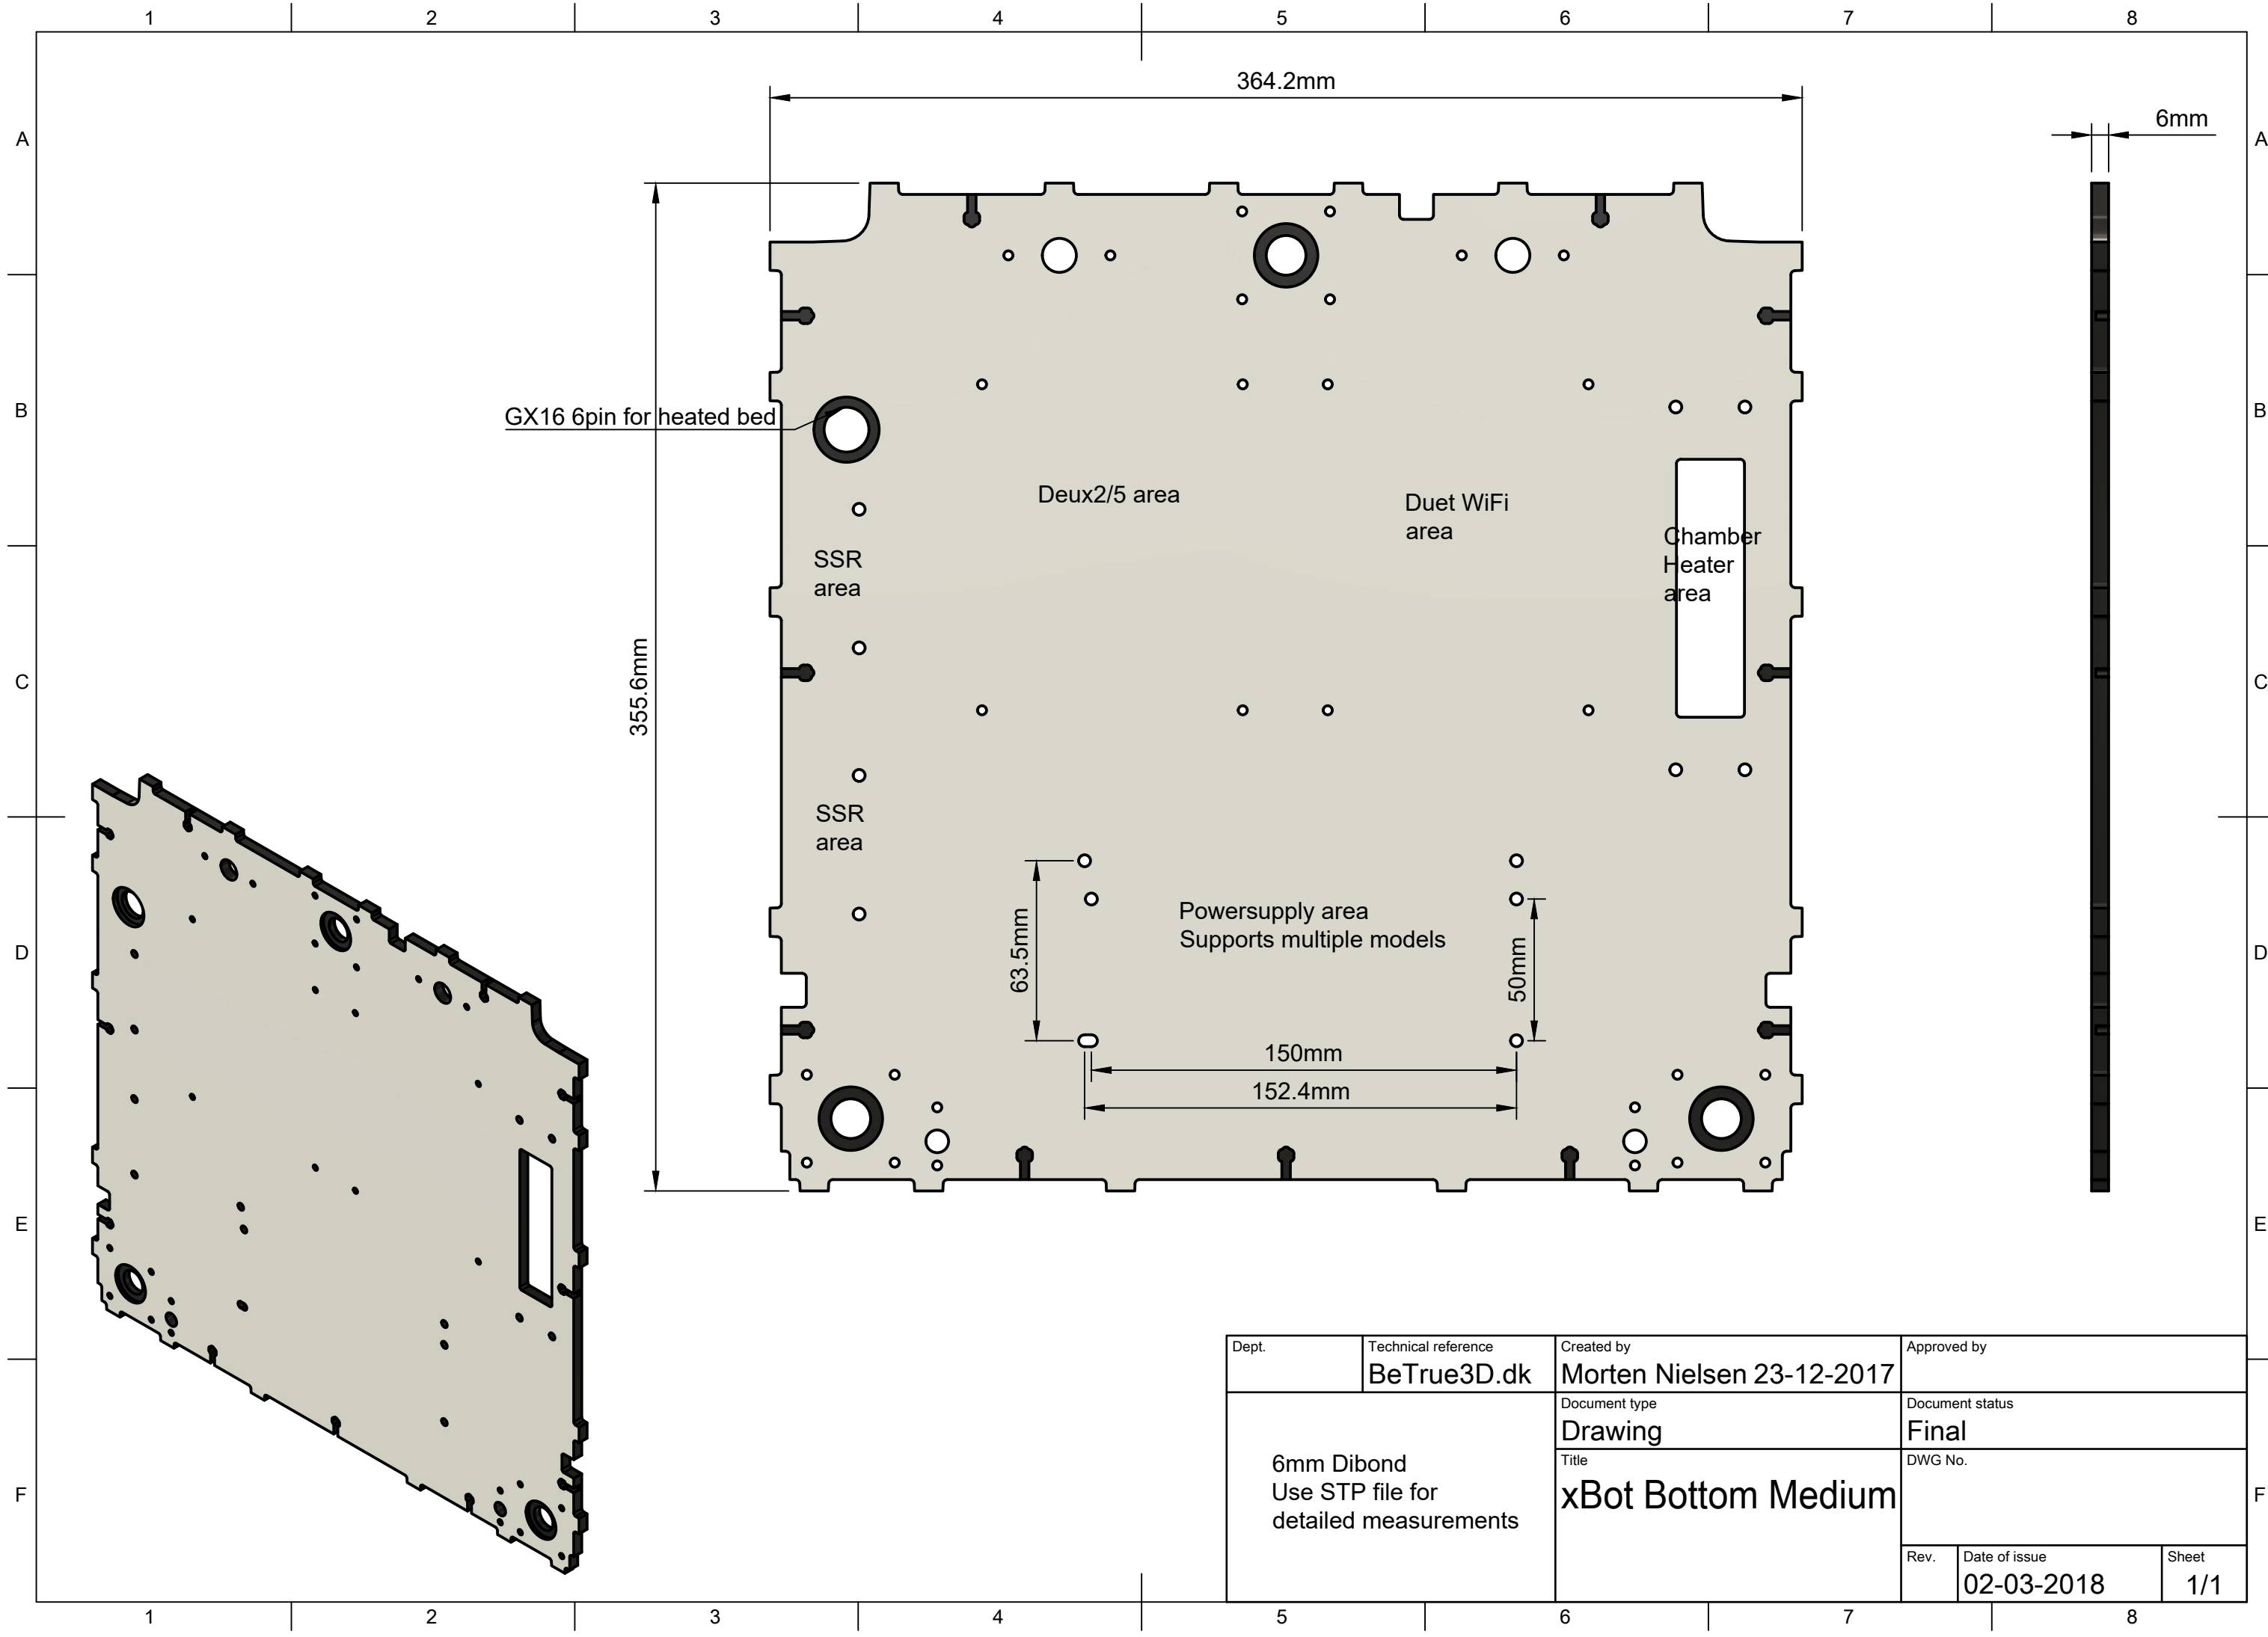 1 2 3 4 5 6 7 8
364.2mm
6mm
A A
B B
GX16 6pin for heated bed
Deux2/5 area
Duet WiFi
area
Chamber
Heater
area
SSR
area
355.6mm
C C
SSR
area
Powersupply area
Supports multiple models
63.5mm
50mm
D D
150mm
152.4mm
E E
Dept.
Technical reference
BeTrue3D.dk
Created by
Morten Nielsen 23-12-2017
Approved by
Document type
Drawing
Document status
Final
6mm Dibond
Use STP file for
detailed measurements
Title
xBot Bottom Medium
DWG No.
F F
Rev.
Date of issue
02-03-2018
Sheet
1/1
1 2 3 4 5 6 7 8